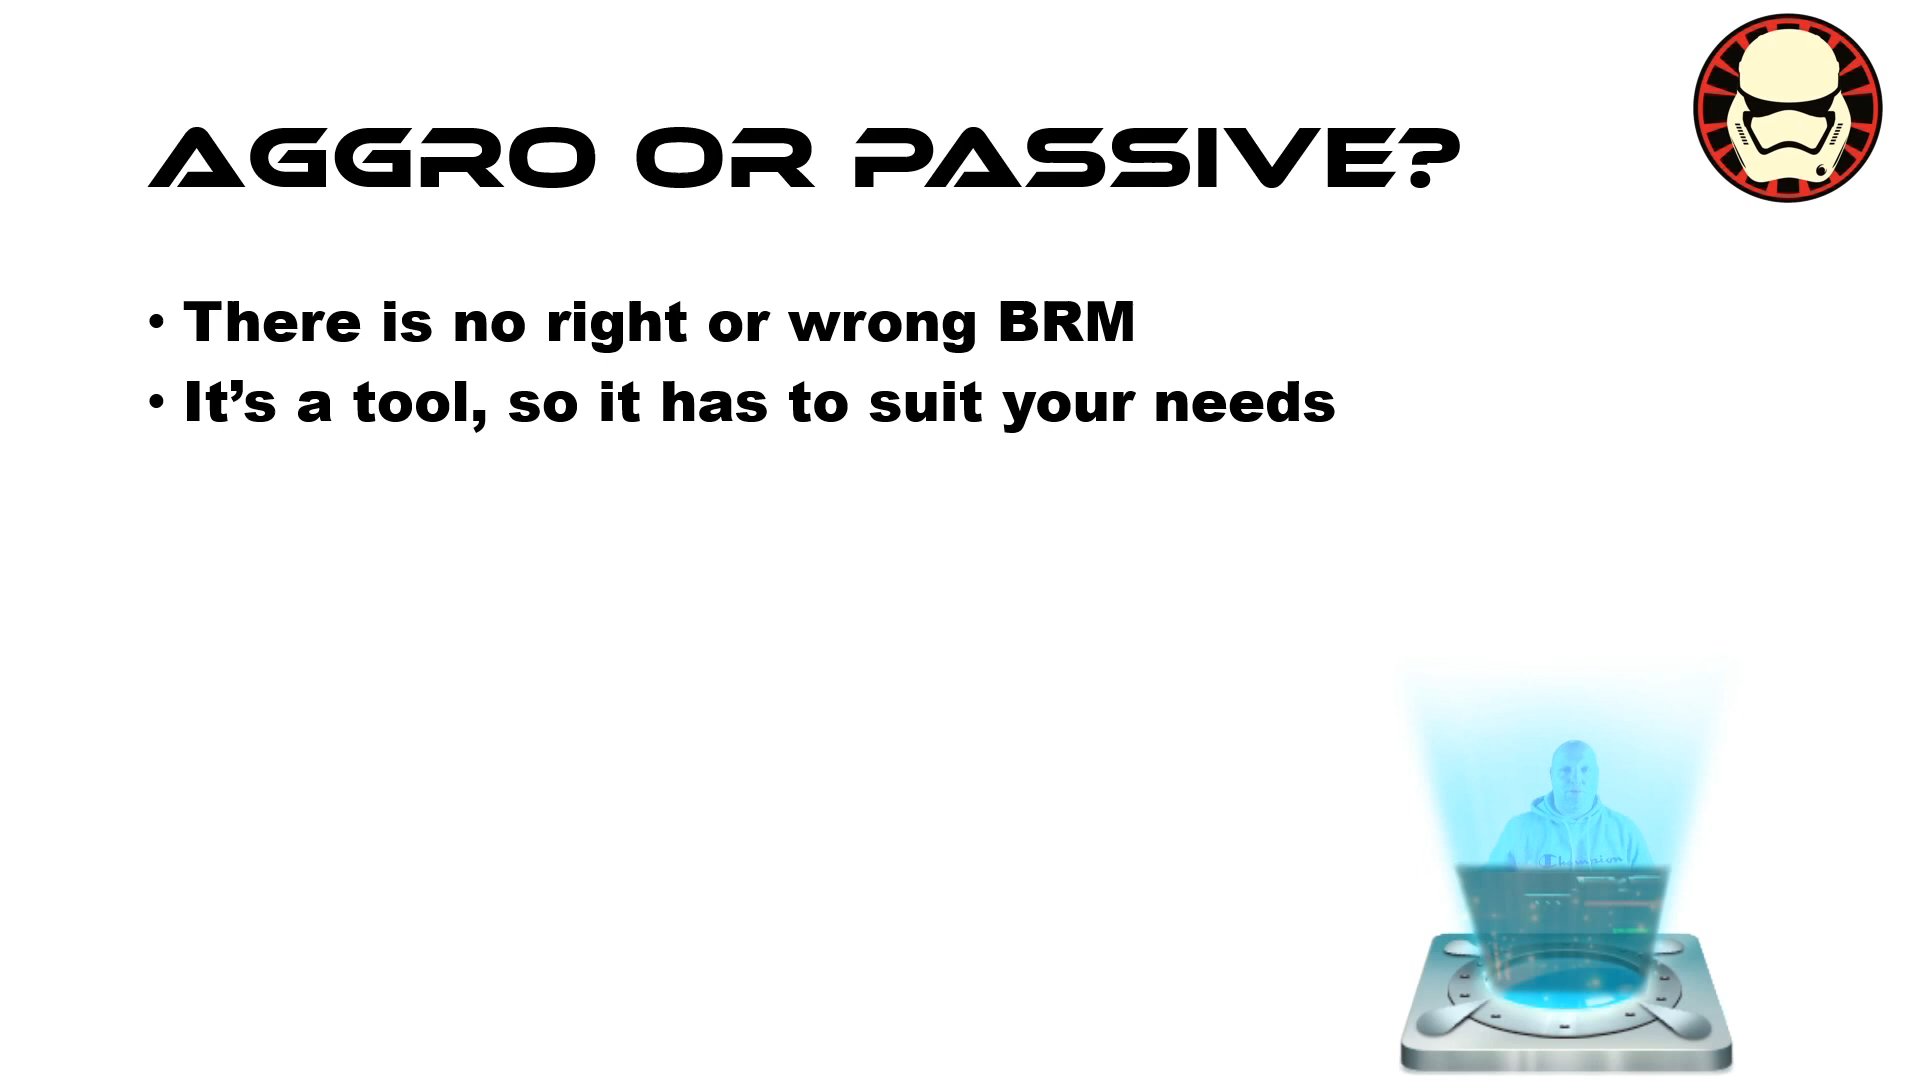 AGGRO OR PASSIVE?
• There is no right or wrong BRM
• It’s a tool, so it has to suit your needs
Champion